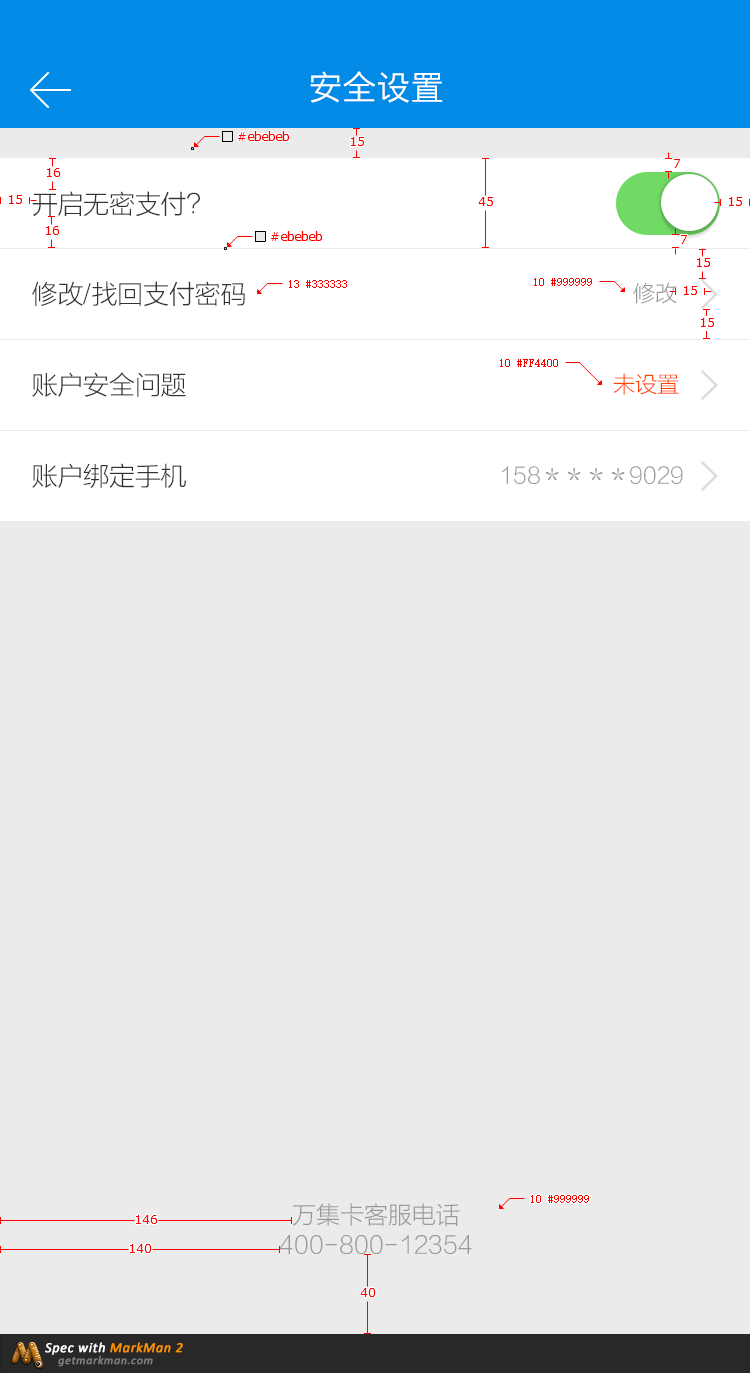 安全设置
#ebebeb
15
16
7
15
开启无密支付?
45
15
16
7
#ebebeb
15
修改/找回支付密码
13 #333333
10 #999999
修改
15
15
10 #FF4400
账户安全问题
未设置
账户绑定手机
158****9029
10 #999999
146
万集卡客服电话
140
400-800-12354
40
Spec with MarkMan 2
getmarkman.com